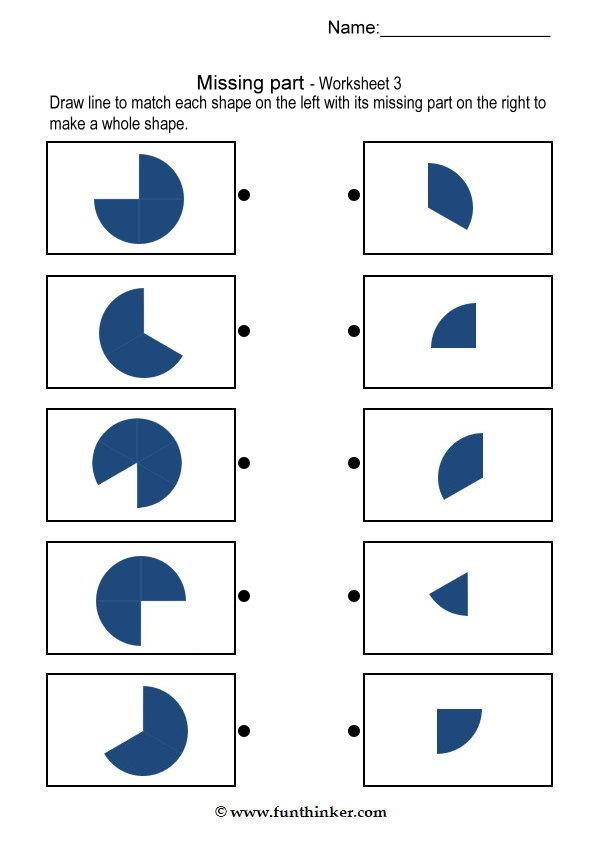 Name:_________________
Missing part - Worksheet 3
Draw line to match each shape on the left with its missing part on the right to
make a whole shape.
© www.funthinker.com